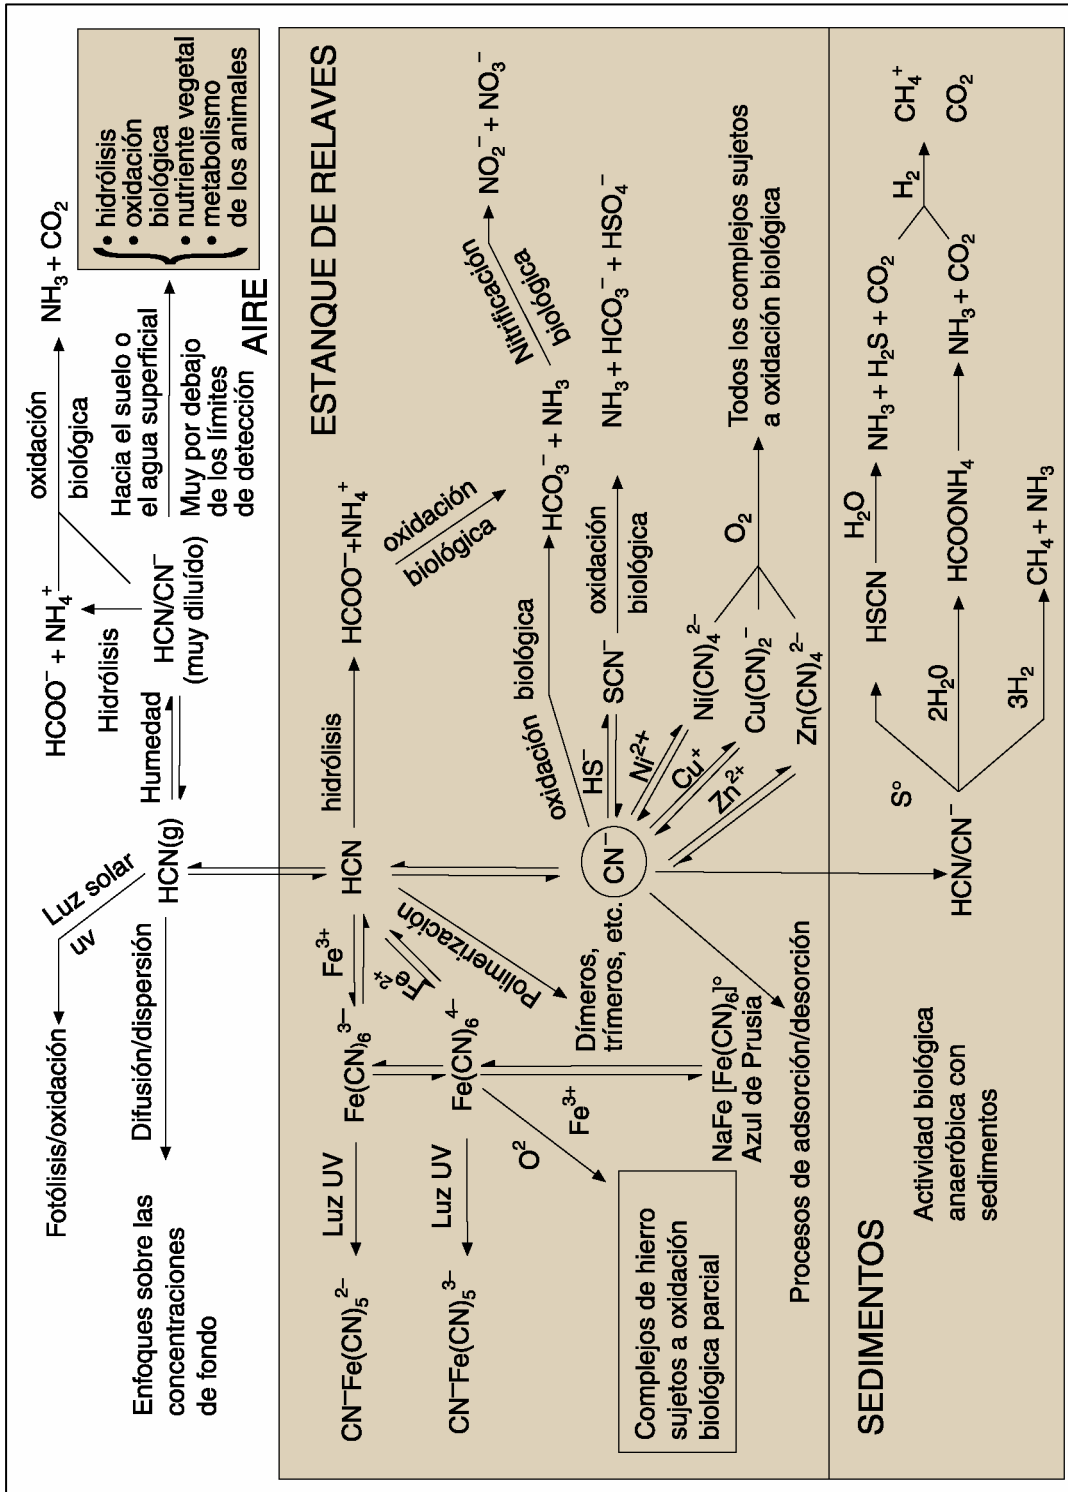 Fotólisis/oxidación
Luz solar
uv
HCOO⁻ + NH₄⁺
oxidación
biológica
NH₃ + CO₂
Enfoques sobre las
concentraciones
de fondo
Difusión/dispersión
HCN(g)
Humedad
Hidrólisis
HCN/CN⁻
(muy diluído)
Hacia el suelo o
el agua superficial
Muy por debajo
de los límites
de detección
• hidrólisis
• oxidación
biológica
• nutriente vegetal
• metabolismo
de los animales
AIRE
ESTANQUE DE RELAVES
CN⁻Fe(CN)₅²⁻
Luz UV
Fe(CN)₆³⁻
Fe³⁺
HCN
hidrólisis
HCOO⁻+NH₄⁺
oxidación
biológica
CN⁻Fe(CN)₅³⁻
Luz UV
Fe(CN)₆⁴⁻
Fe²⁺
Polimerización
Dímeros,
trímeros, etc.
O²
Fe³⁺
Complejos de hierro
sujetos a oxidación
biológica parcial
NaFe [Fe(CN)₆]°
Azul de Prusia
Procesos de adsorción/desorción
CN⁻
oxidación
biológica
HCO₃⁻ + NH₃
Nitrificación
biológica
NO₂⁻ + NO₃⁻
HS⁻
SCN⁻
oxidación
biológica
NH₃ + HCO₃⁻ + HSO₄⁻
Ni²⁺
Ni(CN)₄²⁻
Cu⁺
Cu(CN)₂⁻
Zn²⁺
Zn(CN)₄²⁻
O₂
Todos los complejos sujetos
a oxidación biológica
SEDIMENTOS
Actividad biológica
anaeróbica con
sedimentos
HCN/CN⁻
S°
HSCN
H₂O
NH₃ + H₂S + CO₂
2H₂0
HCOONH₄
NH₃ + CO₂
H₂
CH₄⁺
CO₂
3H₂
CH₄ + NH₃